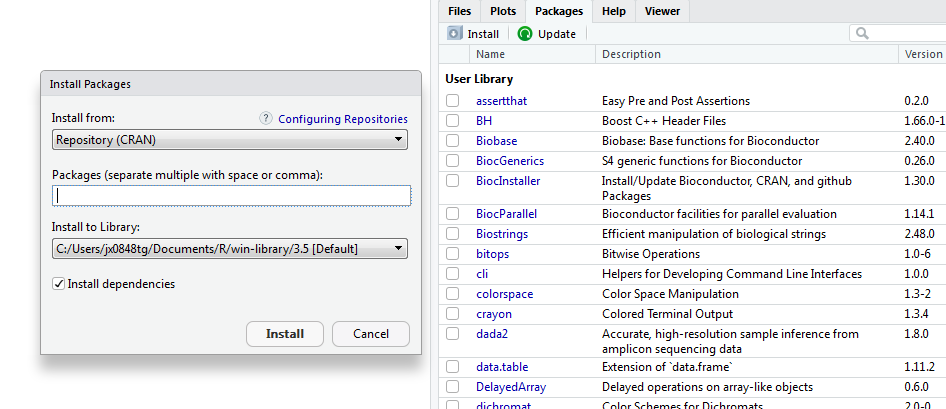 Files Plots Packages Help Viewer
Install Update
Name Description Version
User Library
assertthat Easy Pre and Post Assertions 0.2.0
BH Boost C++ Header Files 1.66.0-1
Biobase Biobase: Base functions for Bioconductor 2.40.0
BiocGenerics S4 generic functions for Bioconductor 0.26.0
BiocInstaller Install/Update Bioconductor, CRAN, and github 1.30.0
Packages
BiocParallel Bioconductor facilities for parallel evaluation 1.14.1
Biostrings Efficient manipulation of biological strings 2.48.0
bitops Bitwise Operations 1.0-6
cli Helpers for Developing Command Line Interfaces 1.0.0
colorspace Color Space Manipulation 1.3-2
crayon Colored Terminal Output 1.3.4
dada2 Accurate, high-resolution sample inference from 1.8.0
amplicon sequencing data
data.table Extension of `data.frame` 1.11.2
DelayedArray Delayed operations on array-like objects 0.6.0
dichromat Color Schemes for Dichromats 2.0-0
Install Packages
Install from: ? Configuring Repositories
Repository (CRAN)
Packages (separate multiple with space or comma):
Install to Library:
C:/Users/jx0848tg/Documents/R/win-library/3.5 [Default]
Install dependencies
Install Cancel